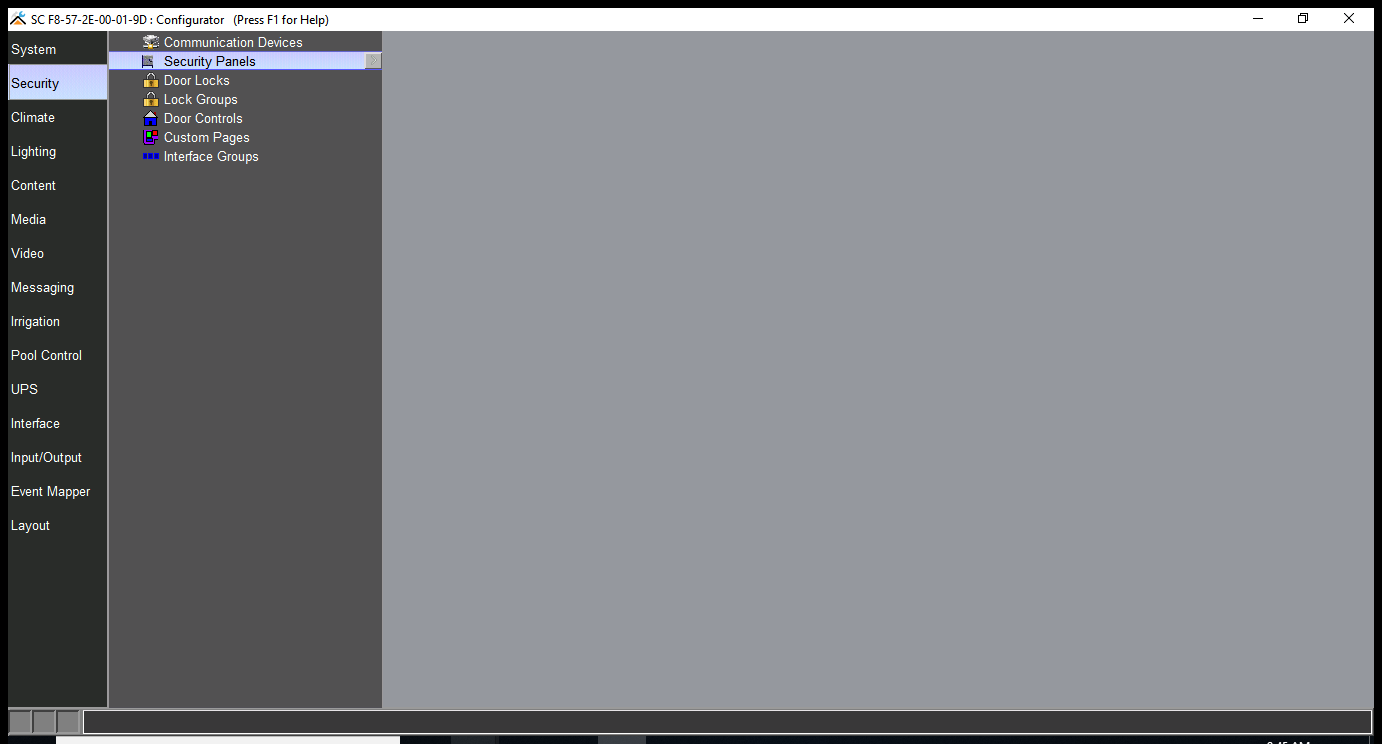 SC F8-57-2E-00-01-9D : Configurator (Press F1 for Help)
System
Security
Climate
Lighting
Content
Media
Video
Messaging
Irrigation
Pool Control
UPS
Interface
Input/Output
Event Mapper
Layout
Communication Devices
Security Panels
Door Locks
Lock Groups
Door Controls
Custom Pages
Interface Groups